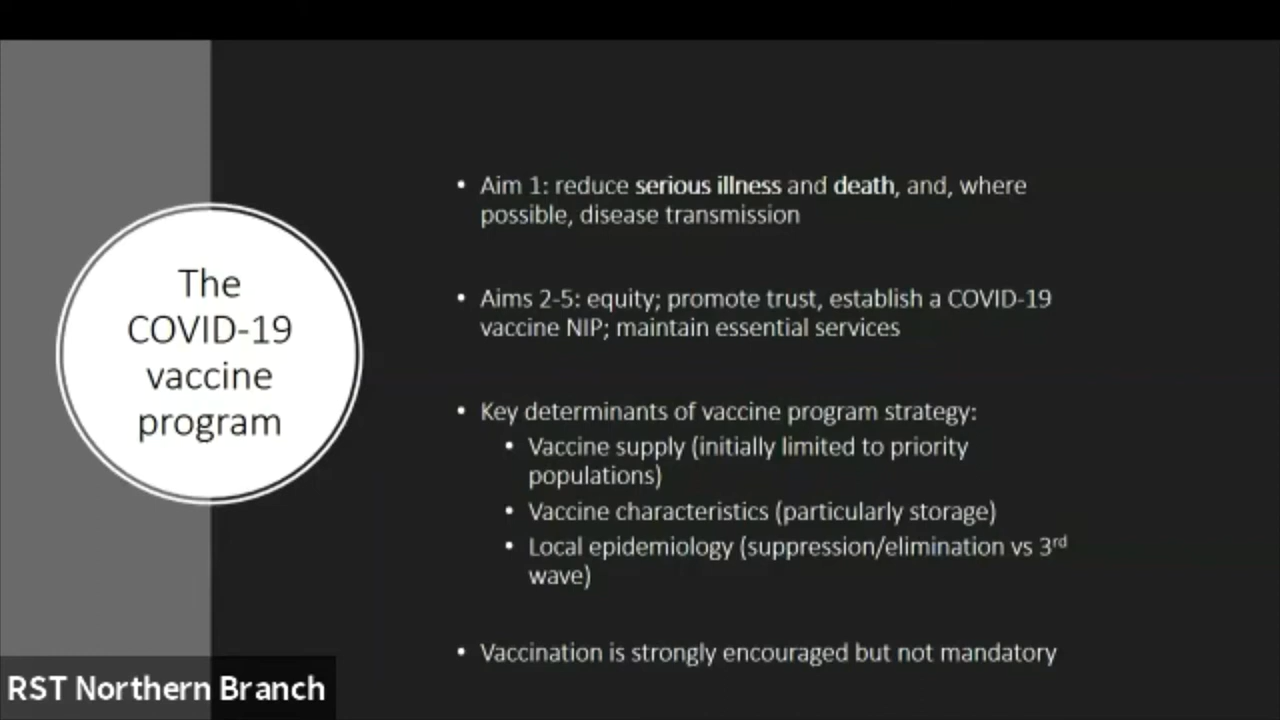 The
COVID-19
vaccine
program
• Aim 1: reduce serious illness and death, and, where
possible, disease transmission
• Aims 2-5: equity; promote trust, establish a COVID-19
vaccine NIP; maintain essential services
• Key determinants of vaccine program strategy:
• Vaccine supply (initially limited to priority
populations)
• Vaccine characteristics (particularly storage)
• Local epidemiology (suppression/elimination vs 3rd
wave)
• Vaccination is strongly encouraged but not mandatory
RST Northern Branch